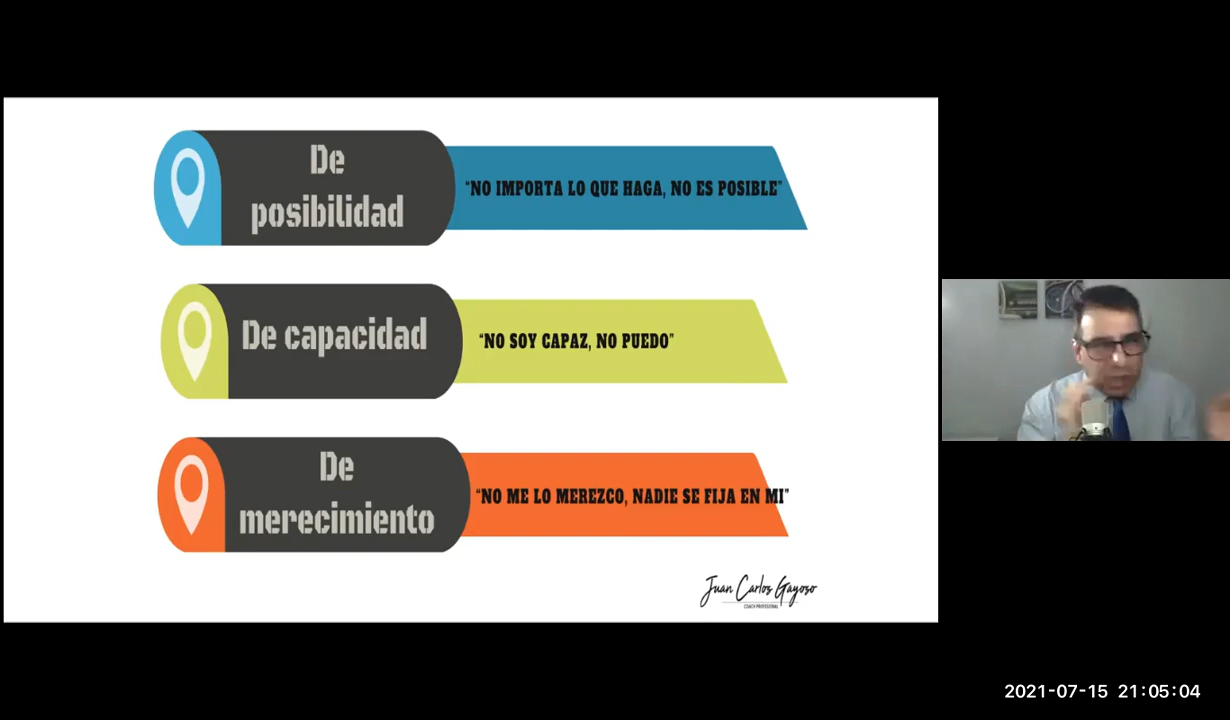 De
posibilidad
"NO IMPORTA LO QUE HAGA, NO ES POSIBLE"
De capacidad
"NO SOY CAPAZ, NO PUEDO"
De
merecimiento
"NO ME LO MEREZCO, NADIE SE FIJA EN MI"
Juan Carlos Gayoso
COACH PROFESIONAL
2021-07-15 21:05:04